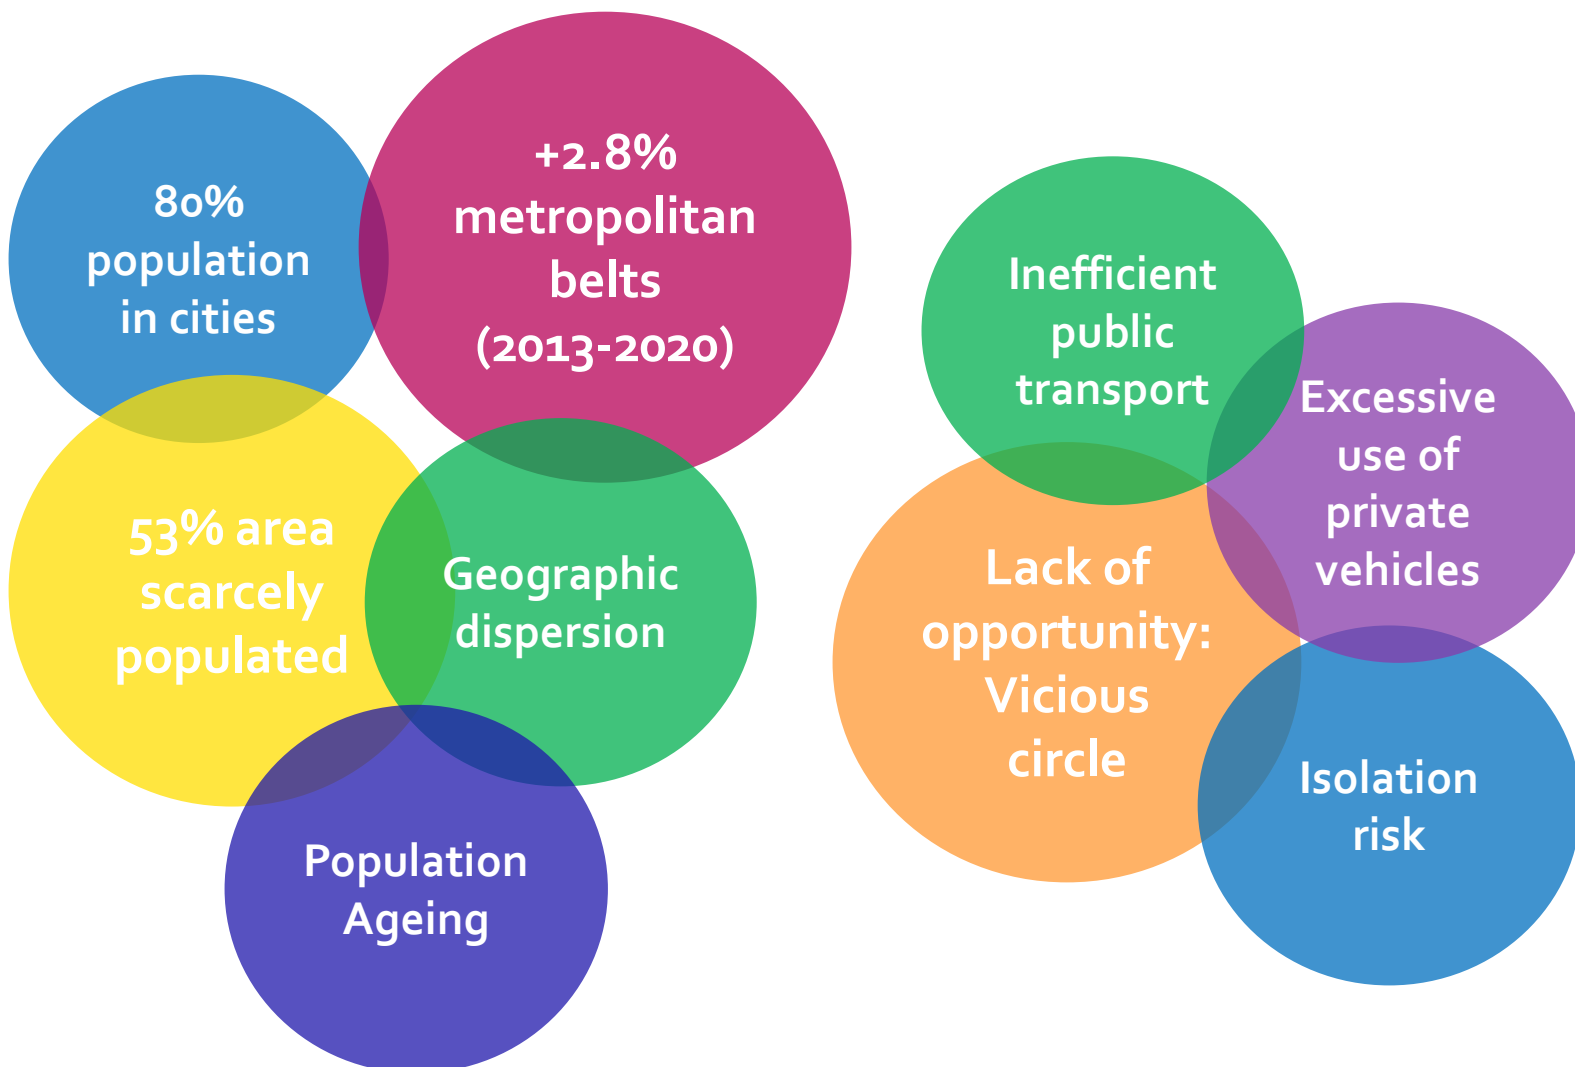 80%
population
in cities
+2.8%
metropolitan
belts
(2013-2020)
53% area
scarcely
populated
Geographic
dispersion
Population
Ageing
Inefficient
public
transport
Excessive
use of
private
vehicles
Lack of
opportunity:
Vicious
circle
Isolation
risk